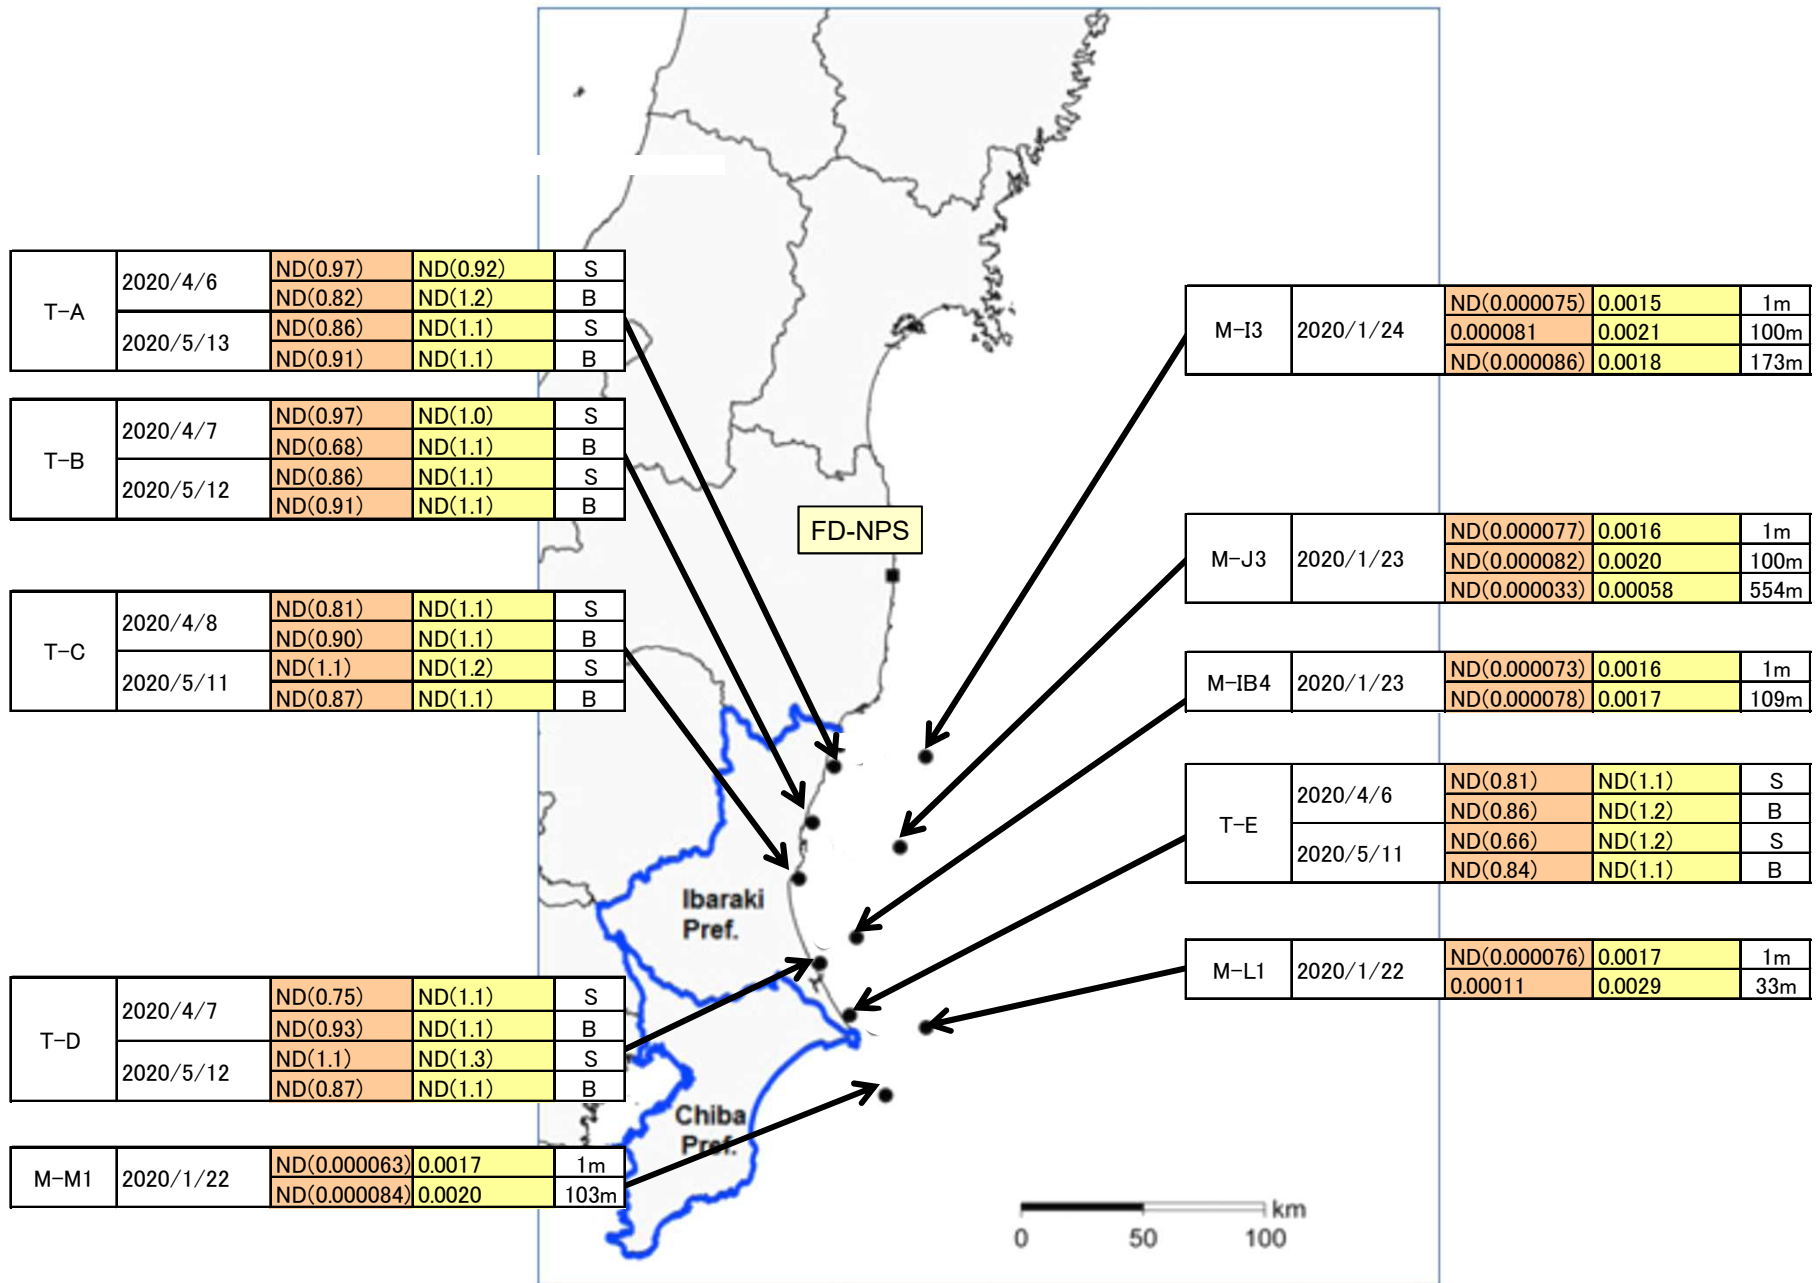 T-A 2020/4/6 ND(0.97) ND(0.92) S
ND(0.82) ND(1.2) B
2020/5/13 ND(0.86) ND(1.1) S
ND(0.91) ND(1.1) B
T-B 2020/4/7 ND(0.97) ND(1.0) S
ND(0.68) ND(1.1) B
2020/5/12 ND(0.86) ND(1.1) S
ND(0.91) ND(1.1) B
T-C 2020/4/8 ND(0.81) ND(1.1) S
ND(0.90) ND(1.1) B
2020/5/11 ND(1.1) ND(1.2) S
ND(0.87) ND(1.1) B
T-D 2020/4/7 ND(0.75) ND(1.1) S
ND(0.93) ND(1.1) B
2020/5/12 ND(1.1) ND(1.3) S
ND(0.87) ND(1.1) B
M-M1 2020/1/22 ND(0.000063) 0.0017 1m
ND(0.000084) 0.0020 103m
FD-NPS
Ibaraki
Pref.
Chiba
Pref.
M-I3 2020/1/24 ND(0.000075) 0.0015 1m
0.000081 0.0021 100m
ND(0.000086) 0.0018 173m
M-J3 2020/1/23 ND(0.000077) 0.0016 1m
ND(0.000082) 0.0020 100m
ND(0.000033) 0.00058 554m
M-IB4 2020/1/23 ND(0.000073) 0.0016 1m
ND(0.000078) 0.0017 109m
T-E 2020/4/6 ND(0.81) ND(1.1) S
ND(0.86) ND(1.2) B
2020/5/11 ND(0.66) ND(1.2) S
ND(0.84) ND(1.1) B
M-L1 2020/1/22 ND(0.000076) 0.0017 1m
0.00011 0.0029 33m
km
0 50 100